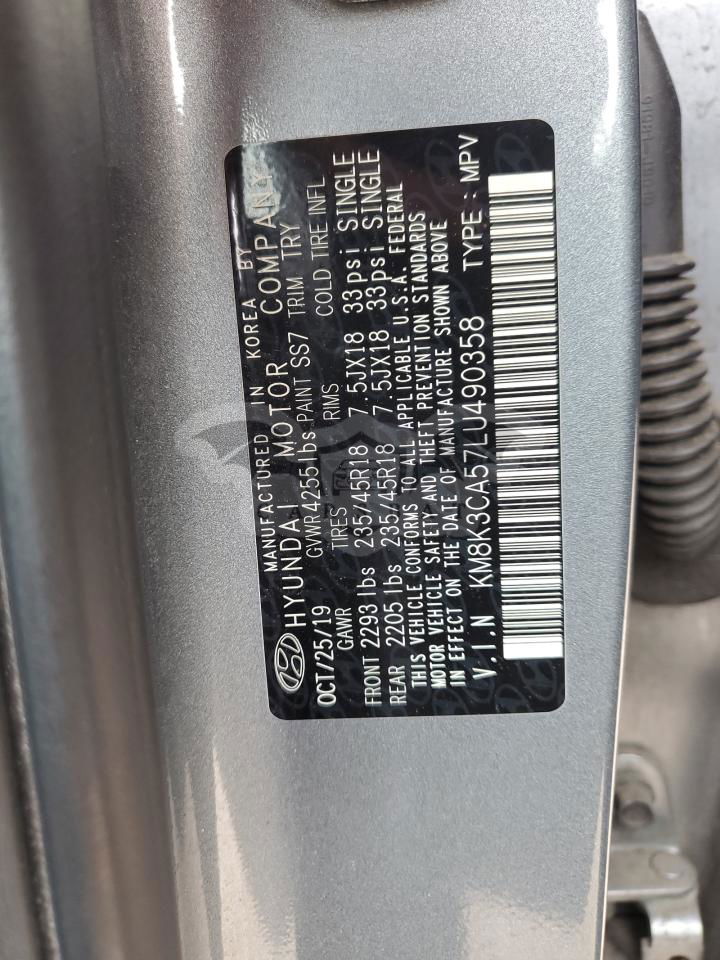 MANUFACTURED IN KOREA BY
HYUNDAI MOTOR COMPANY
OCT/25/19 GVWR 4255 lbs PAINT SS7 TRIM TRY
GAWR TIRES RIMS COLD TIRE INFL
FRONT 2293 lbs 235/45R18 7.5JX18 33psi SINGLE
REAR 2205 lbs 235/45R18 7.5JX18 33psi SINGLE
THIS VEHICLE CONFORMS TO ALL APPLICABLE U.S.A. FEDERAL
MOTOR VEHICLE SAFETY AND THEFT PREVENTION STANDARDS
IN EFFECT ON THE DATE OF MANUFACTURE SHOWN ABOVE
V.I.N KM8K3CA57LU490358 TYPE : MPV